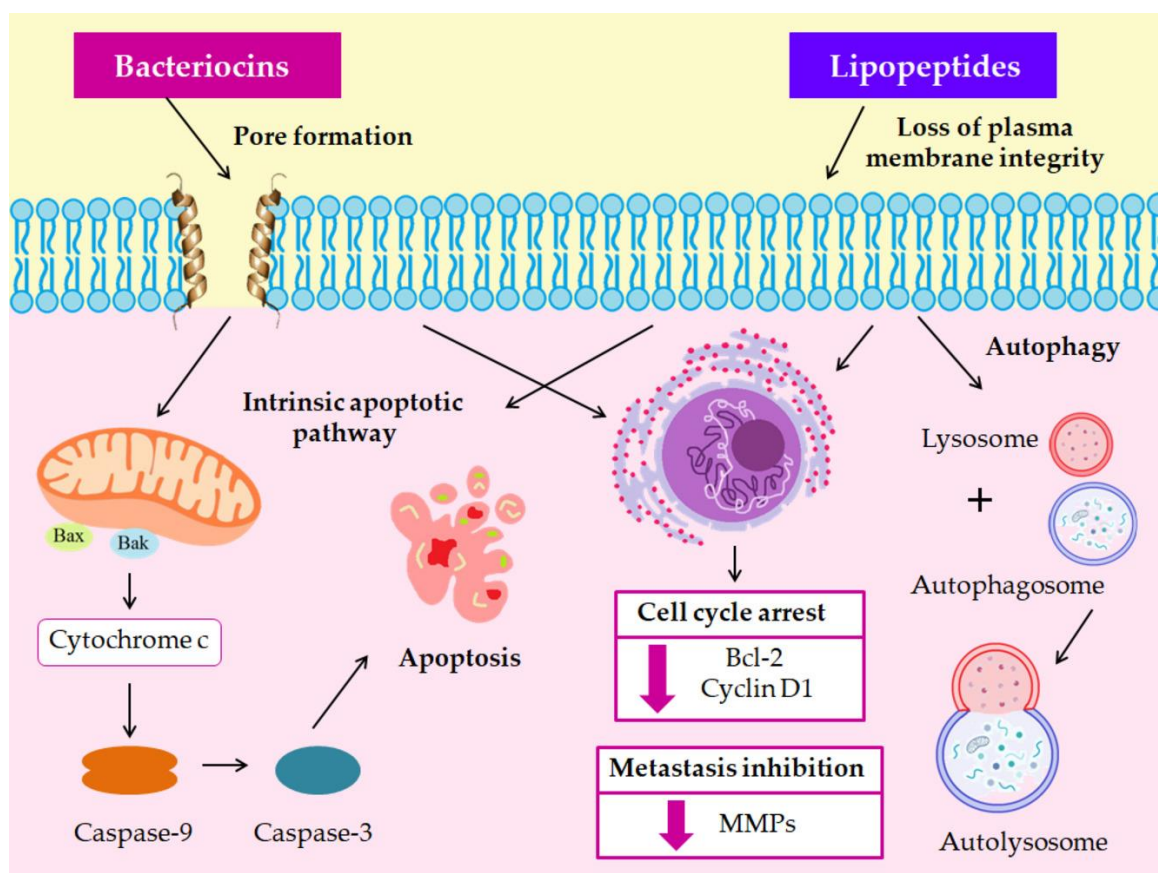 Bacteriocins
Lipopeptides
Pore formation
Loss of plasma
membrane integrity
Autophagy
Intrinsic apoptotic
pathway
Lysosome
+
Bax
Bak
Autophagosome
Cytochrome c
Apoptosis
Cell cycle arrest
Bcl-2
Cyclin D1
Metastasis inhibition
MMPs
Caspase-9
Caspase-3
Autolysosome